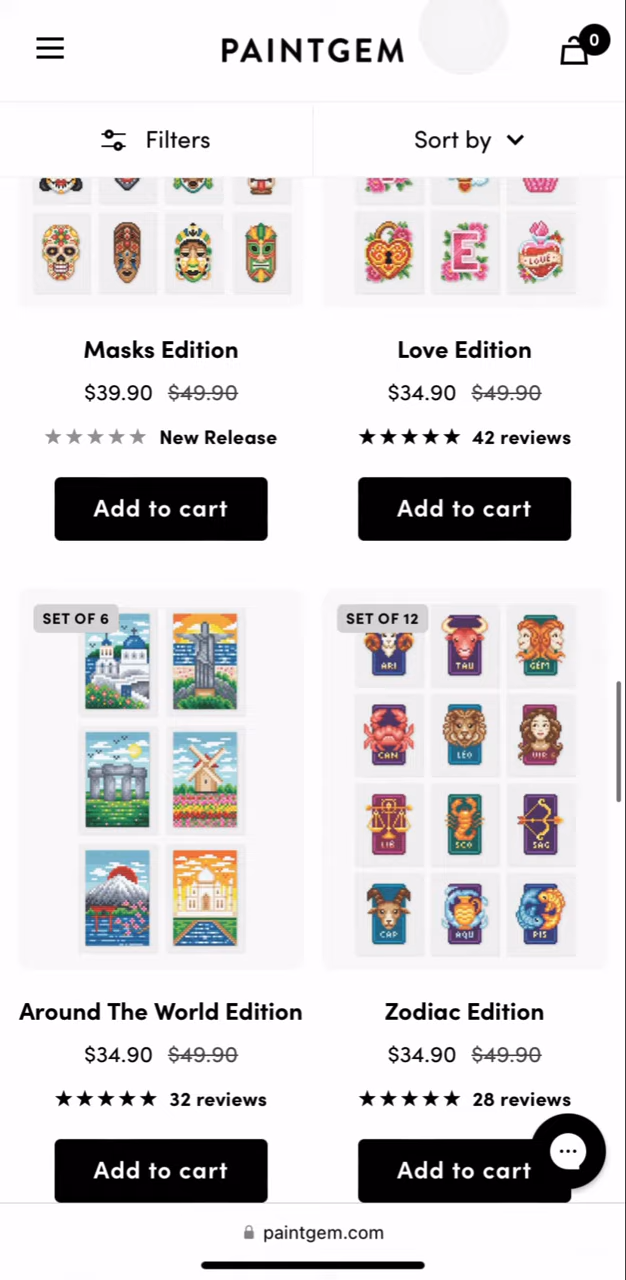 PAINTGEM
0
Filters
Sort by
E
LOVE
Masks Edition
Love Edition
$39.90 $49.90
$34.90 $49.90
New Release
42 reviews
Add to cart
Add to cart
SET OF 6
SET OF 12
ARI
TAU
GÉM
CAN
LÉO
VIR
LIB
SCO
SAG
CAP
AQU
PIS
Around The World Edition
Zodiac Edition
$34.90 $49.90
$34.90 $49.90
32 reviews
28 reviews
Add to cart
Add to cart
paintgem.com